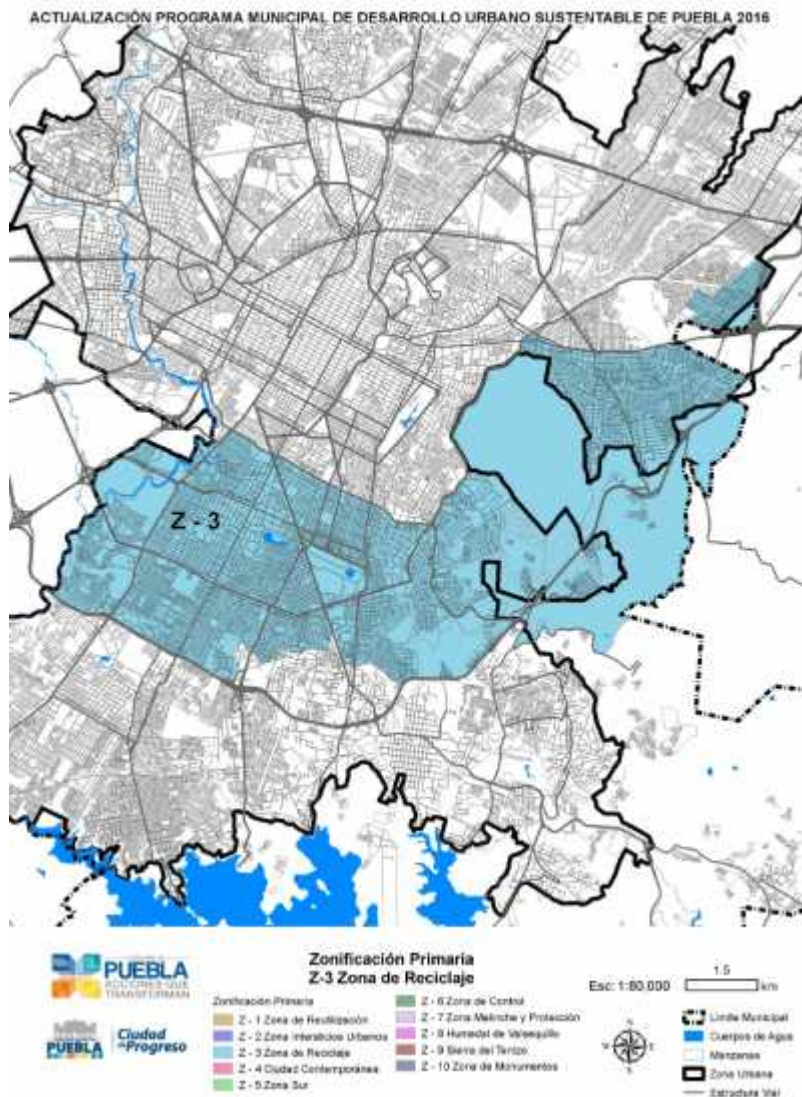 ACTUALIZACIÓN PROGRAMA MUNICIPAL DE DESARROLLO URBANO SUSTENTABLE DE PUEBLA 2016
Z - 3
PUEBLA
ACCIONES QUE
TRANSFORMAN
PUEBLA
Ciudad
de Progreso
Zonificación Primaria
Z-3 Zona de Reciclaje
Zonificación Primaria
Z - 1 Zona de Reutilización
Z - 2 Zona Intersticios Urbanos
Z - 3 Zona de Reciclaje
Z - 4 Ciudad Contemporánea
Z - 5 Zona Sur
Z - 6 Zona de Control
Z - 7 Zona Malinche y Protección
Z - 8 Humedal de Valsequillo
Z - 9 Sierra del Tentzo
Z - 10 Zona de Monumentos
Esc: 1:80,000
1.5
km
W
E
Límite Municipal
Cuerpos de Agua
Manzanas
Zona Urbana
Estructura Vial